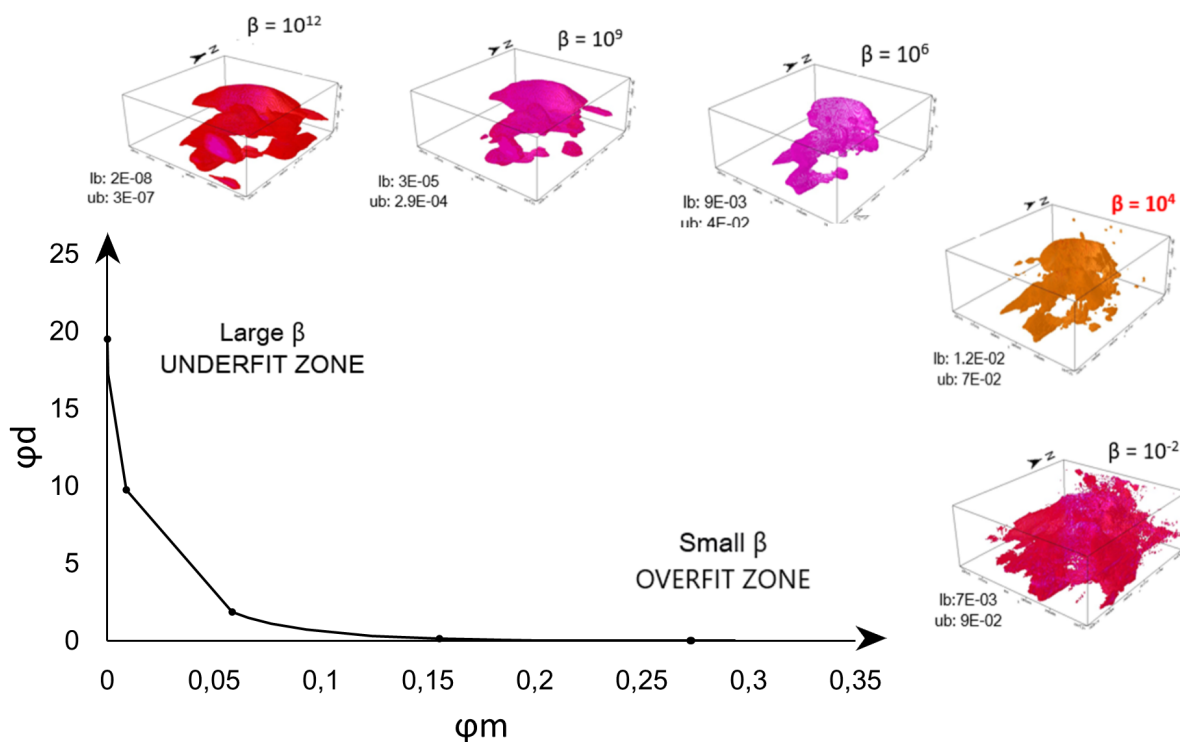 β = 10¹²
N
lb: 2E-08
ub: 3E-07
β = 10⁹
N
lb: 3E-05
ub: 2.9E-04
β = 10⁶
N
lb: 9E-03
ub: 4E-02
β = 10⁴
N
lb: 1.2E-02
ub: 7E-02
β = 10⁻²
N
lb:7E-03
ub: 9E-02
25
20
15
10
5
0
φd
Large β
UNDERFIT ZONE
Small β
OVERFIT ZONE
0 0,05 0,1 0,15 0,2 0,25 0,3 0,35
φm